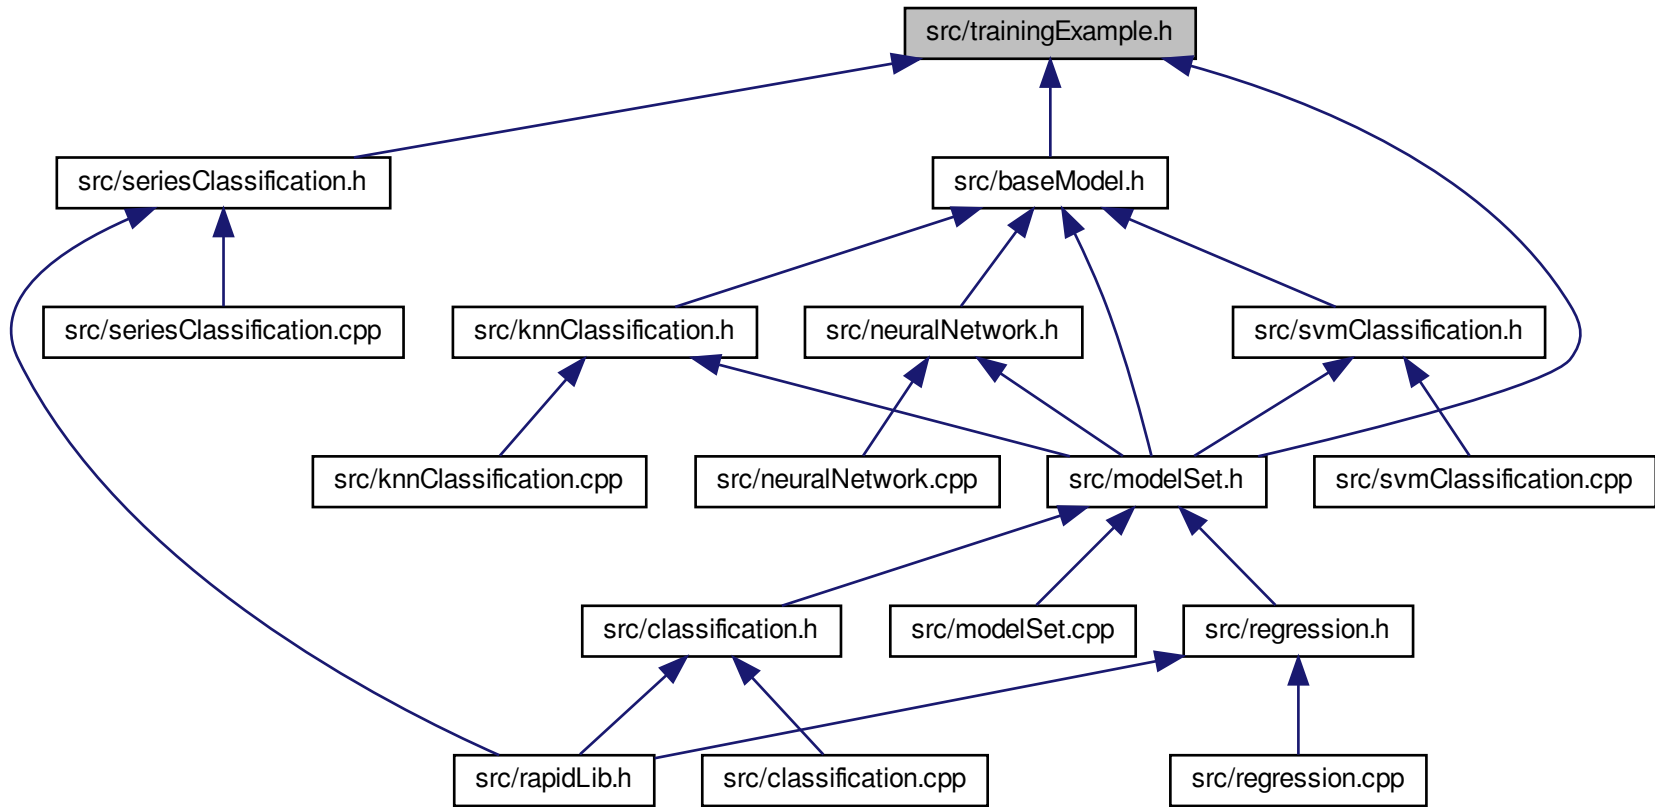 src/trainingExample.h
src/seriesClassification.h
src/baseModel.h
src/seriesClassification.cpp
src/knnClassification.h
src/neuralNetwork.h
src/svmClassification.h
src/knnClassification.cpp
src/neuralNetwork.cpp
src/modelSet.h
src/svmClassification.cpp
src/classification.h
src/modelSet.cpp
src/regression.h
src/rapidLib.h
src/classification.cpp
src/regression.cpp